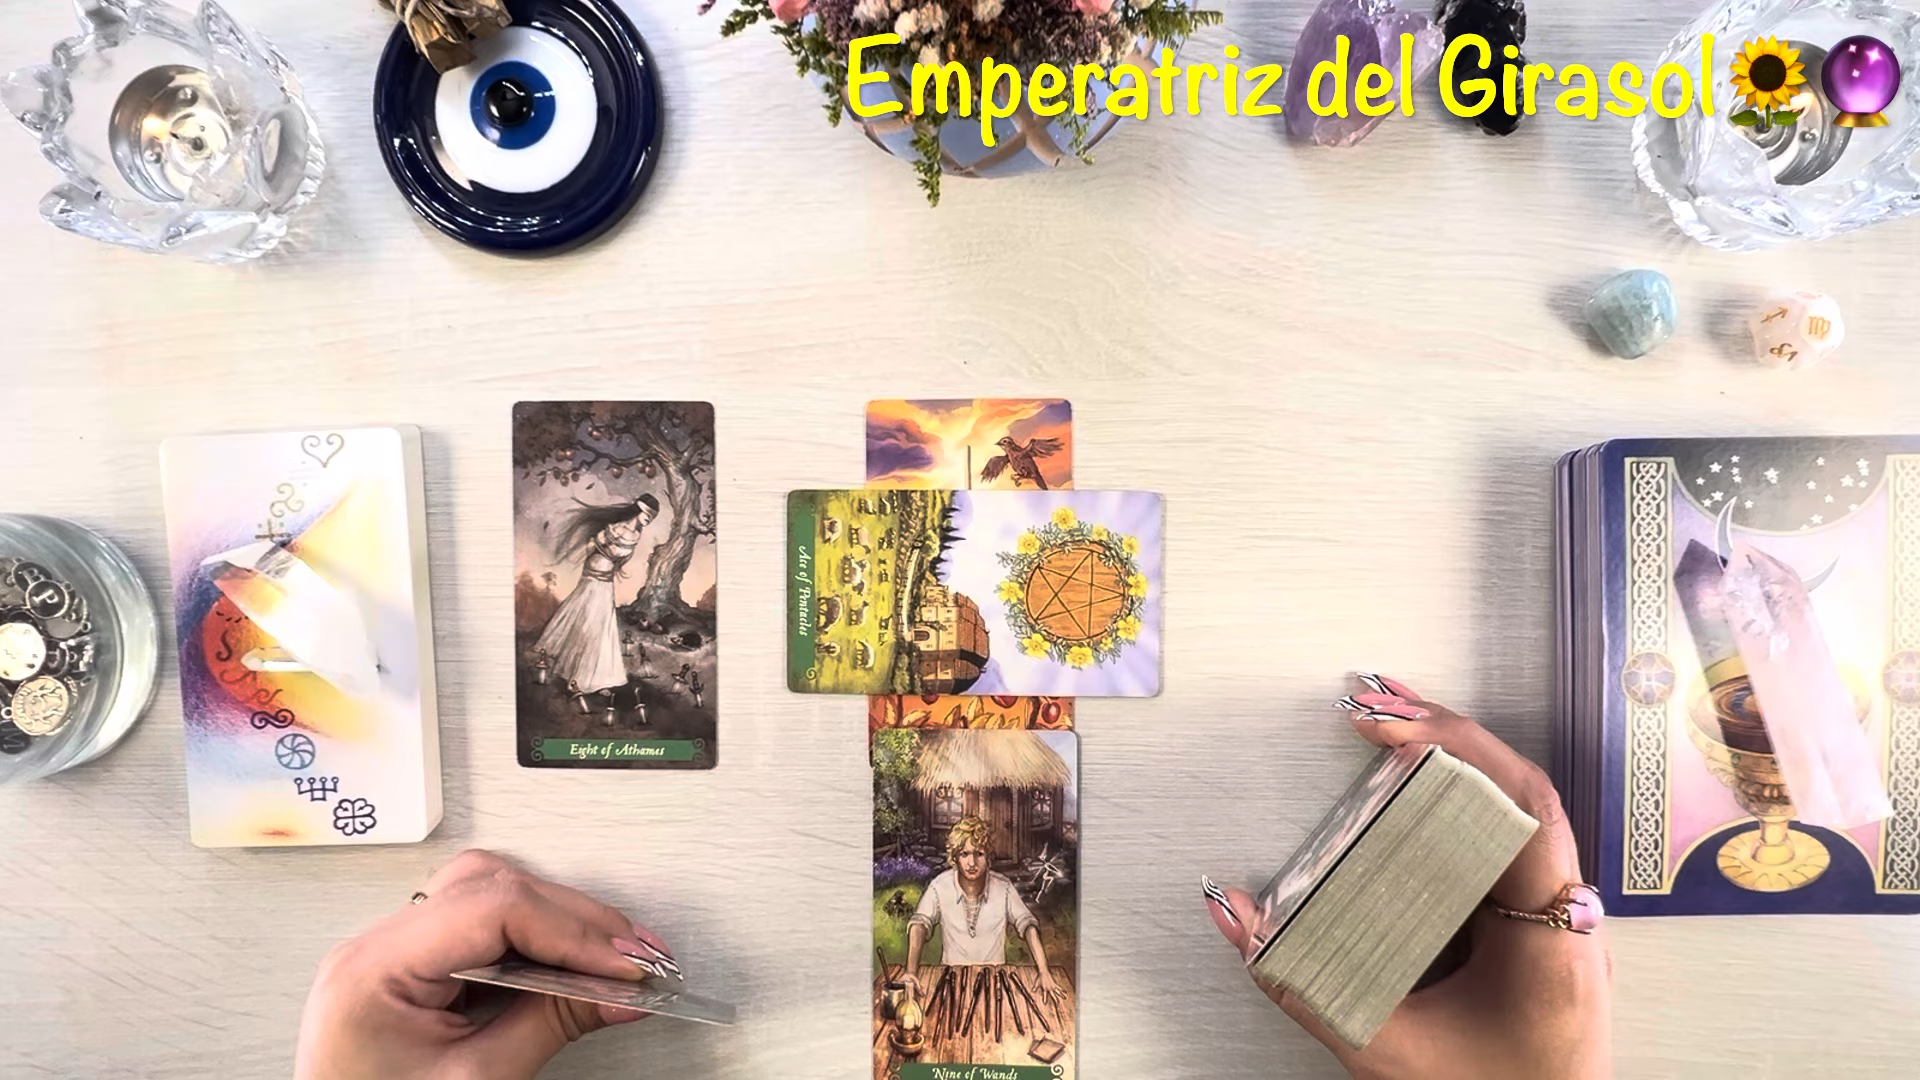 Emperatriz del Girasol🌻🔮
Ace of Pentacles
Eight of Athames
Nine of Wands